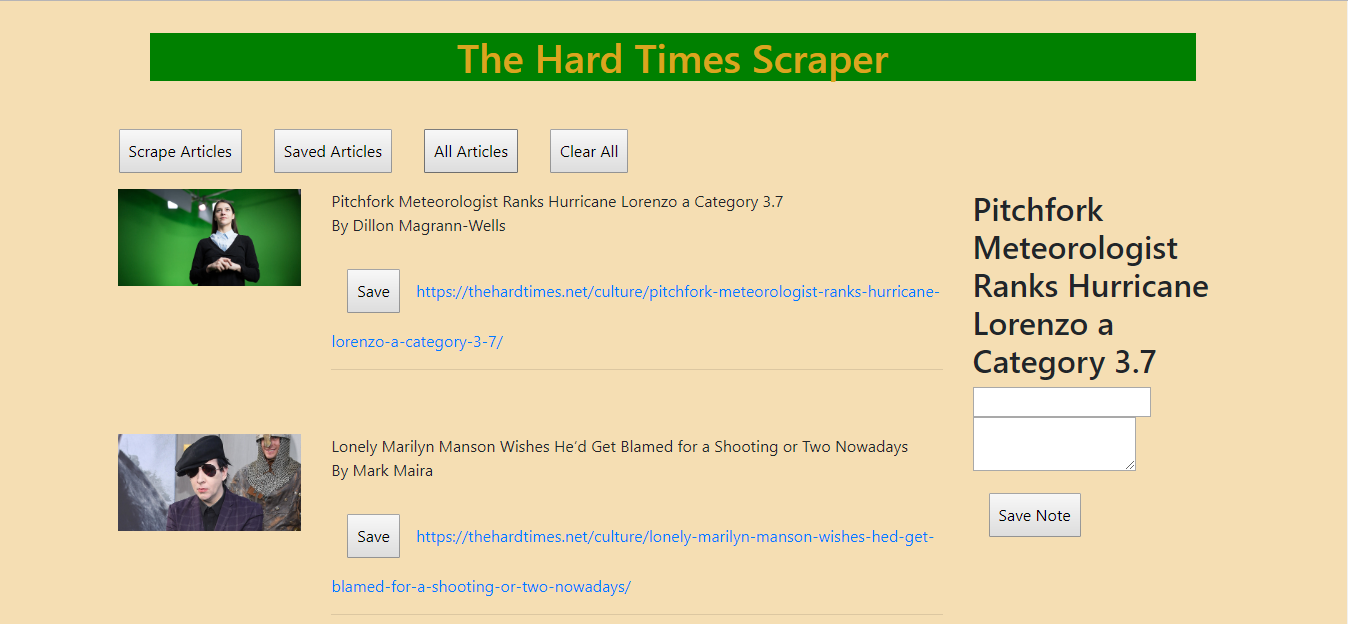 The Hard Times Scraper
Scrape Articles
Saved Articles
All Articles
Clear All
Pitchfork Meteorologist Ranks Hurricane Lorenzo a Category 3.7
By Dillon Magrann-Wells
Save
https://thehardtimes.net/culture/pitchfork-meteorologist-ranks-hurricane-
lorenzo-a-category-3-7/
Lonely Marilyn Manson Wishes He’d Get Blamed for a Shooting or Two Nowadays
By Mark Maira
Save
https://thehardtimes.net/culture/lonely-marilyn-manson-wishes-hed-get-
blamed-for-a-shooting-or-two-nowadays/
Pitchfork
Meteorologist
Ranks Hurricane
Lorenzo a
Category 3.7
Save Note